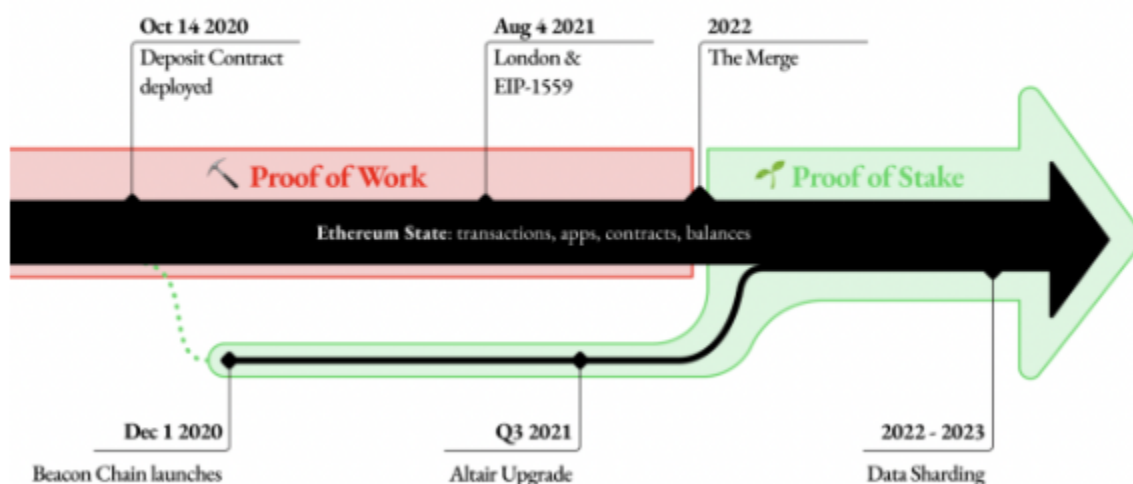 Oct 14 2020
Deposit Contract
deployed
Aug 4 2021
London &
EIP-1559
2022
The Merge
Proof of Work
Proof of Stake
Ethereum State: transactions, apps, contracts, balances
Dec 1 2020
Beacon Chain launches
Q3 2021
Altair Upgrade
2022 - 2023
Data Sharding